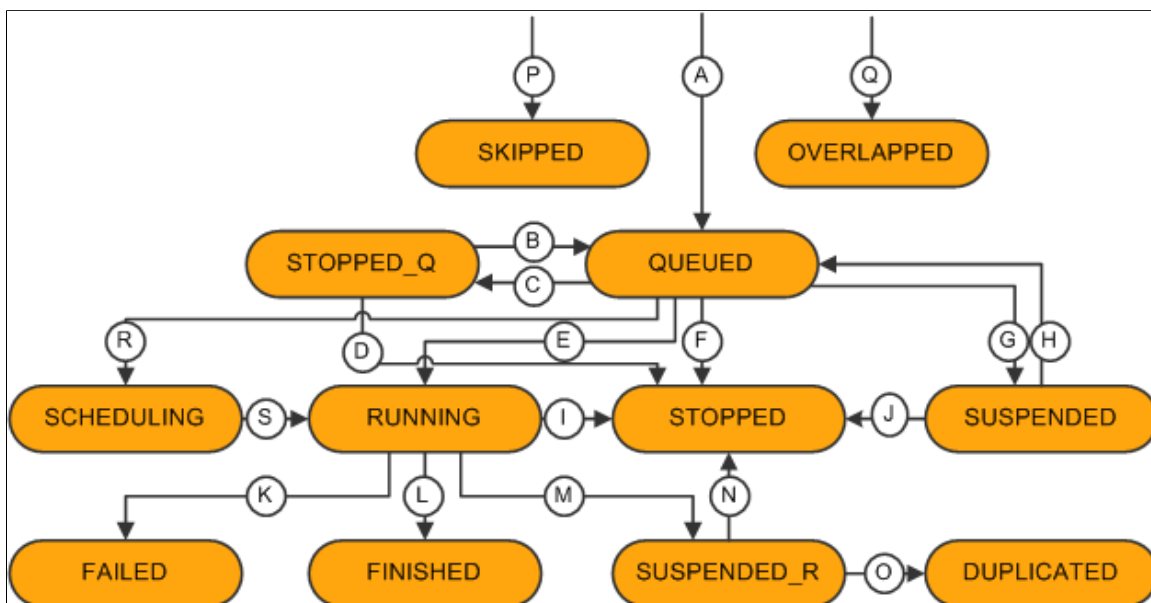 P
A
Q
SKIPPED
OVERLAPPED
STOPPED_Q
B
QUEUED
C
R
D
E
F
G
H
SCHEDULING
S
RUNNING
I
STOPPED
J
SUSPENDED
K
L
M
N
FAILED
FINISHED
SUSPENDED_R
O
DUPLICATED